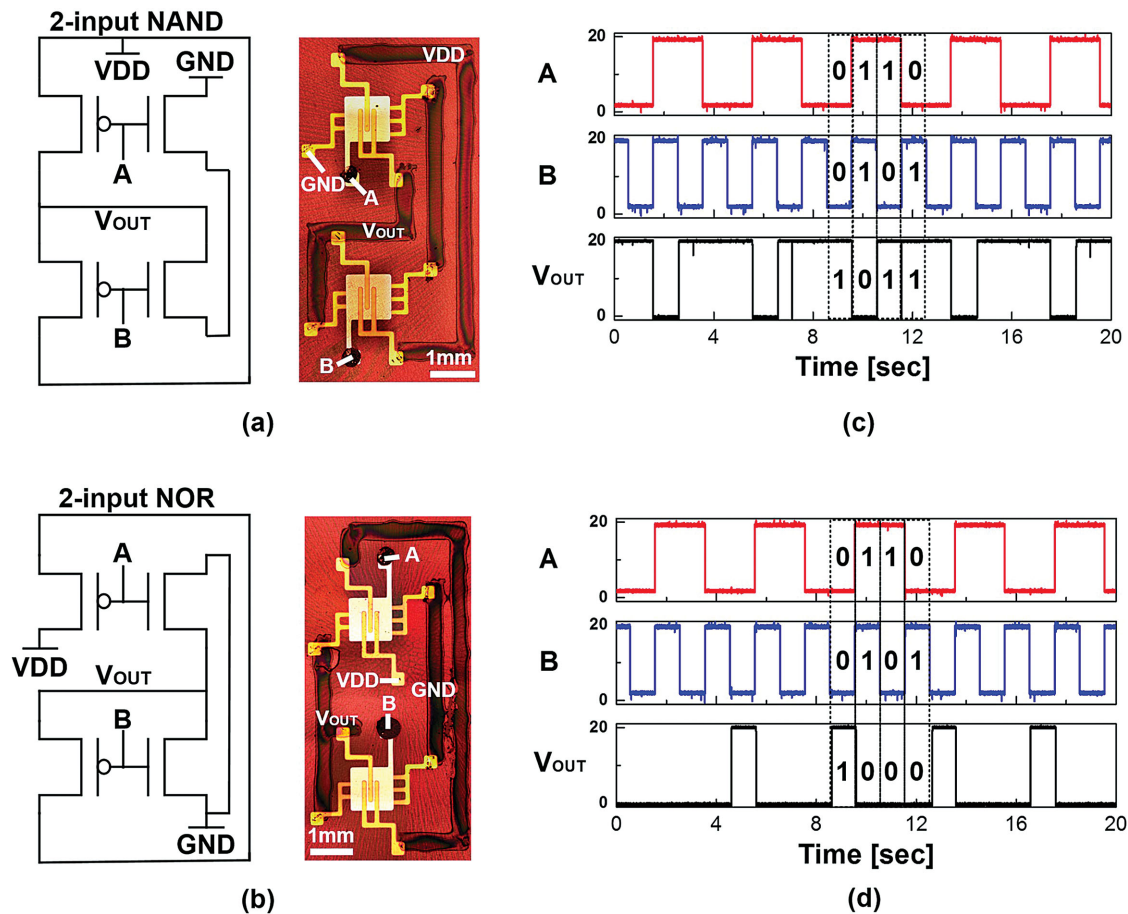 2-input NAND
VDD
GND
A
VOUT
B
VDD
GND
A
VOUT
B
1mm
(a)
A
20
0
0 1 1 0
B
20
0
0 1 0 1
VOUT
20
0
1 0 1 1
0 4 8 12 16 20
Time [sec]
(c)
2-input NOR
A
VDD
VOUT
B
GND
A
VDD
GND
B
VOUT
1mm
(b)
A
20
0
0 1 1 0
B
20
0
0 1 0 1
VOUT
20
0
1 0 0 0
0 4 8 12 16 20
Time [sec]
(d)